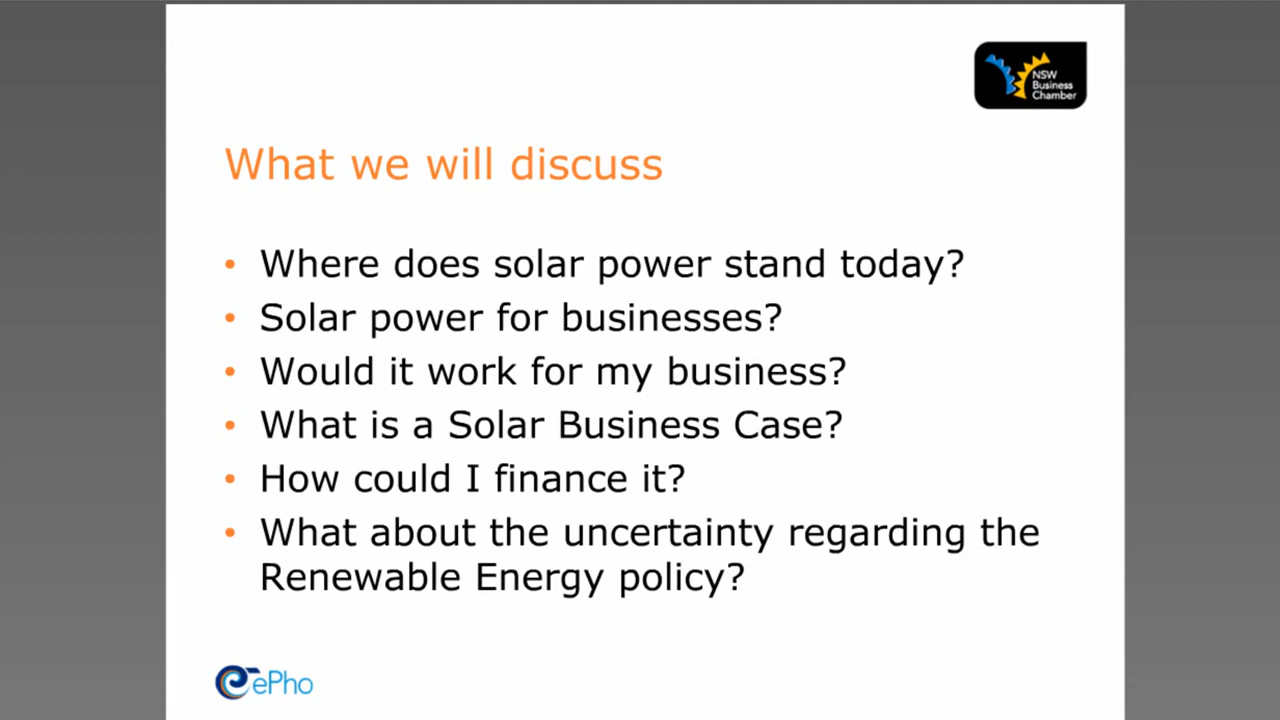 NSW
Business
Chamber
What we will discuss
• Where does solar power stand today?
• Solar power for businesses?
• Would it work for my business?
• What is a Solar Business Case?
• How could I finance it?
• What about the uncertainty regarding the
Renewable Energy policy?
ePho